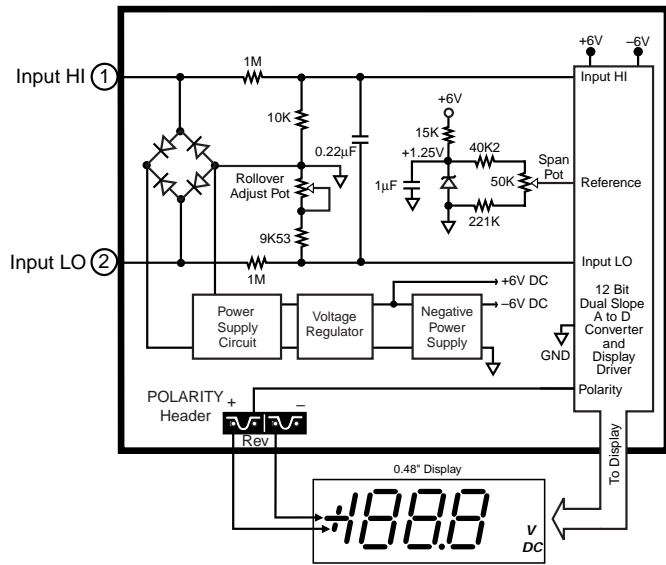 +6V
–6V
1M
Input HI 1
Input HI
+6V
10K
15K
+1.25V
40K2
0.22µF
Span
Pot
Rollover
Adjust Pot
1µF
50K
Reference
221K
9K53
Input LO 2
Input LO
1M
+6V DC
–6V DC
12 Bit
Dual Slope
A to D
Converter
and
Display
Driver
Power
Supply
Circuit
Voltage
Regulator
Negative
Power
Supply
GND
Polarity
POLARITY
Header
+
–
Rev
To Display
0.48" Display
+188.8
V
DC